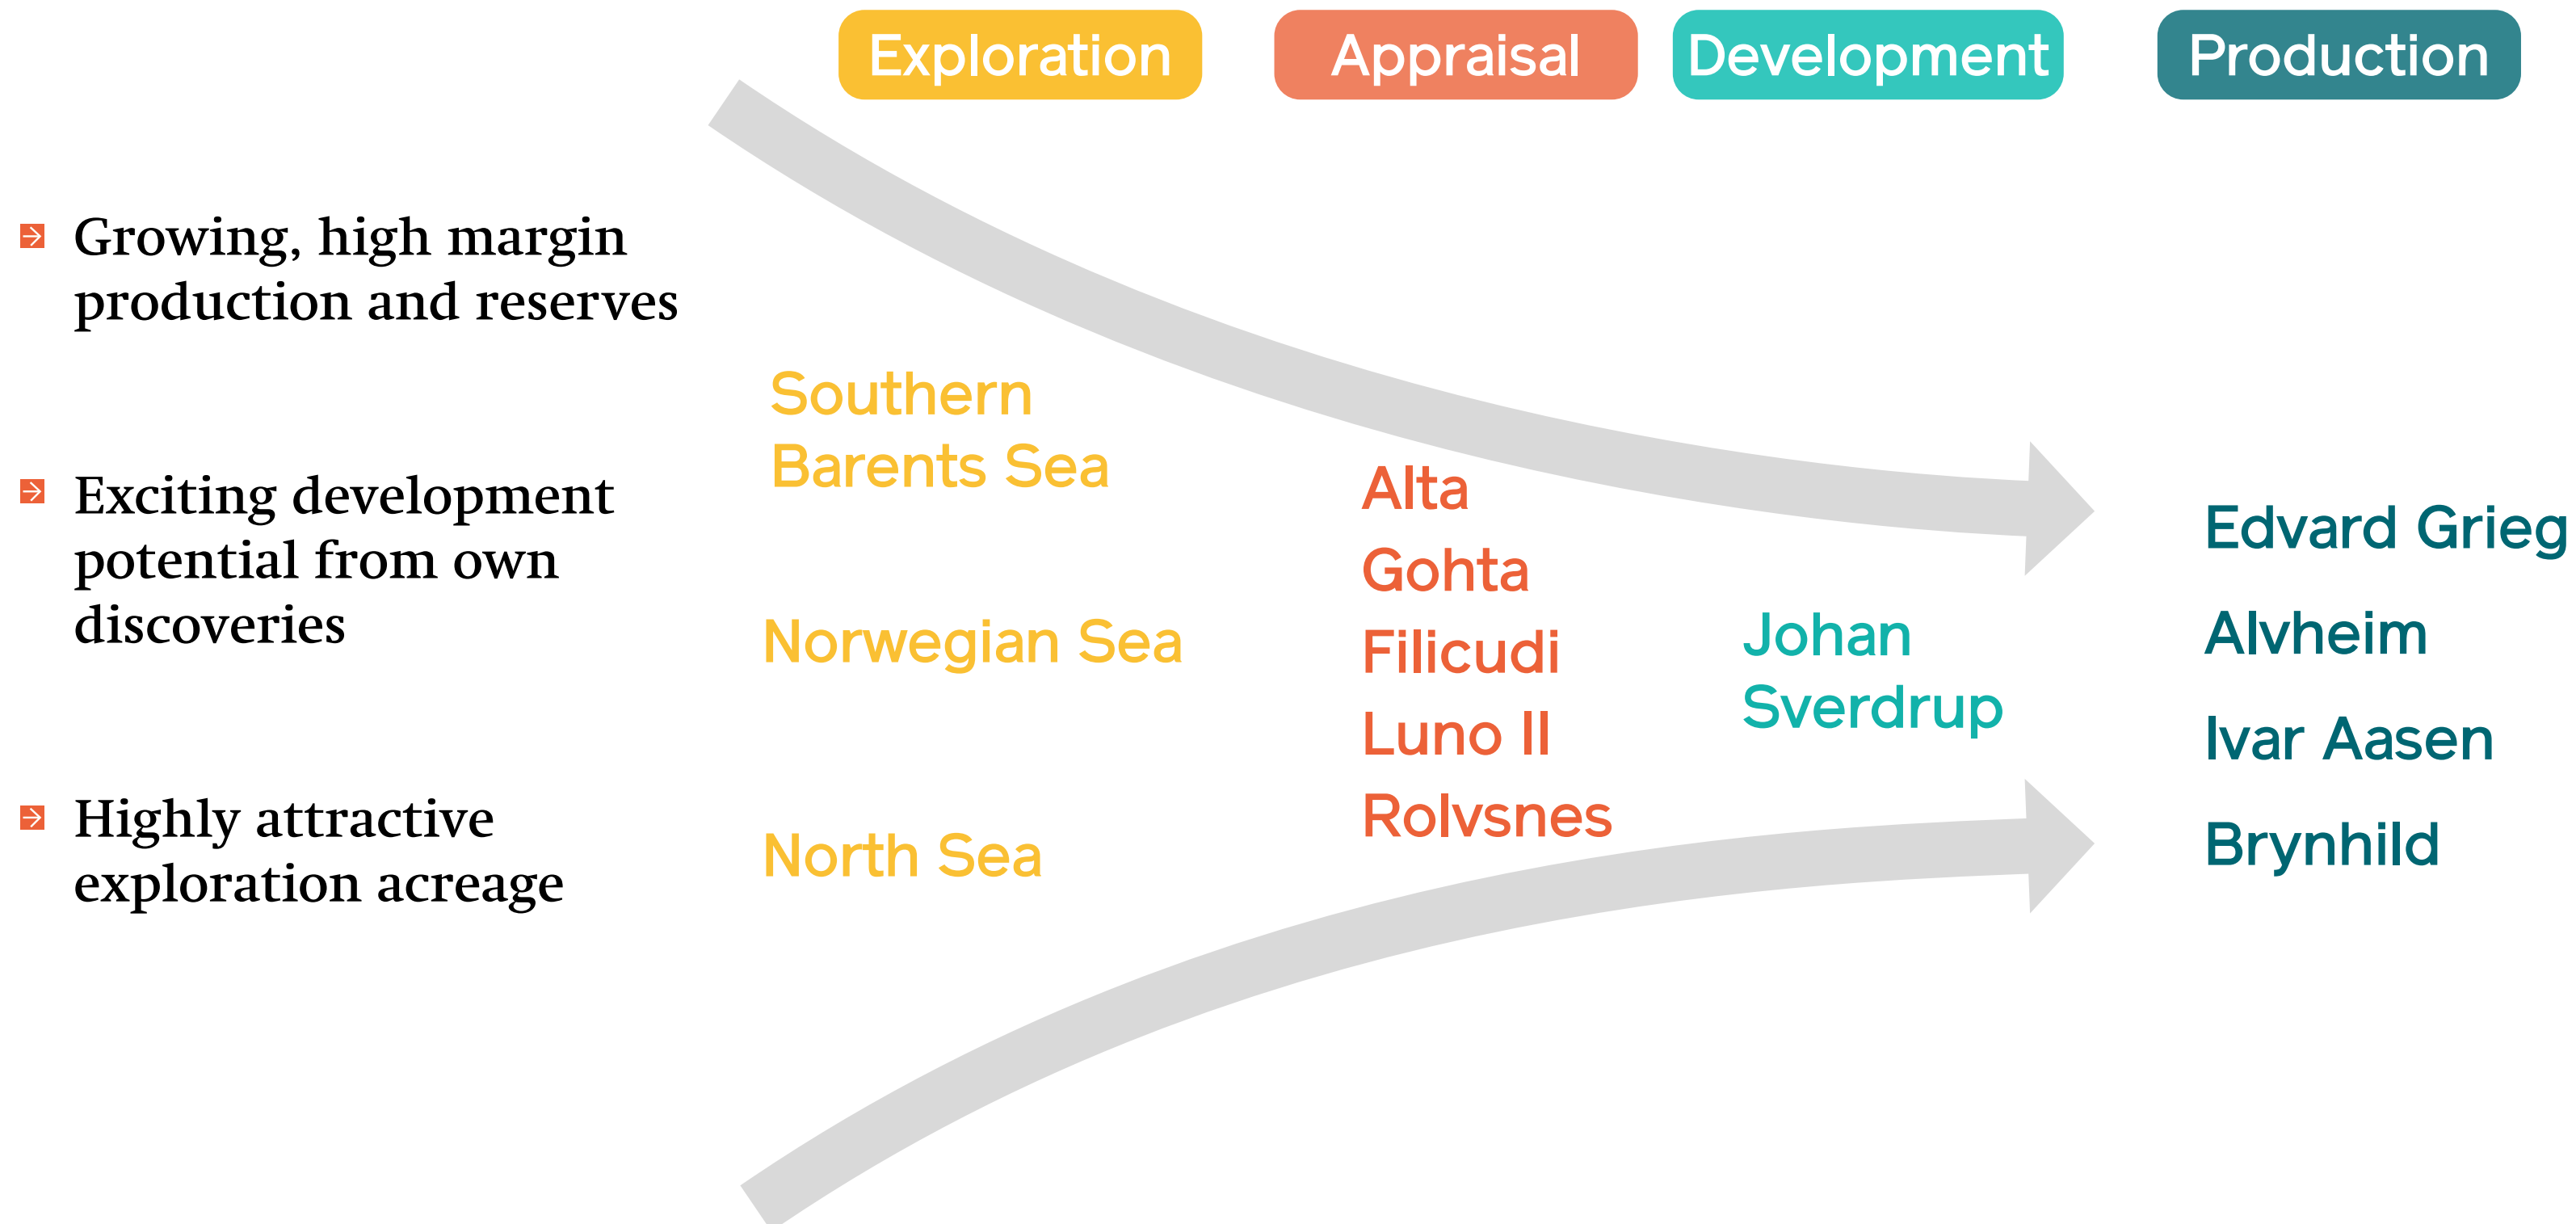 Exploration
Appraisal
Development
Production
Growing, high margin
production and reserves
Exciting development
potential from own
discoveries
Highly attractive
exploration acreage
Southern
Barents Sea
Norwegian Sea
North Sea
Alta
Gohta
Filicudi
Luno II
Rolvsnes
Johan
Sverdrup
Edvard Grieg
Alvheim
Ivar Aasen
Brynhild